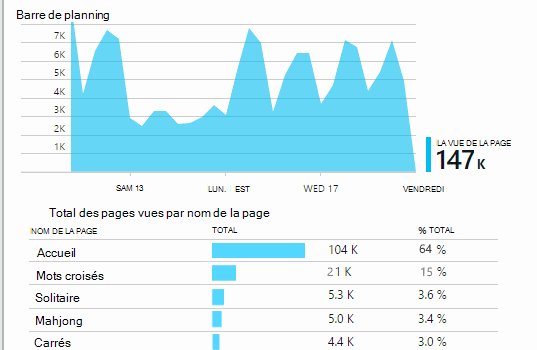 Barre de planning
7K
6K
5K
4K
3K
2K
1K
LA VUE DE LA PAGE
147 K
SAM 13 LUN. EST WED 17 VENDREDI
Total des pages vues par nom de la page
NOM DE LA PAGE TOTAL % TOTAL
Accueil 104 K 64 %
Mots croisés 21 K 15 %
Solitaire 5.3 K 3.6 %
Mahjong 5.0 K 3.4 %
Carrés 4.4 K 3.0 %